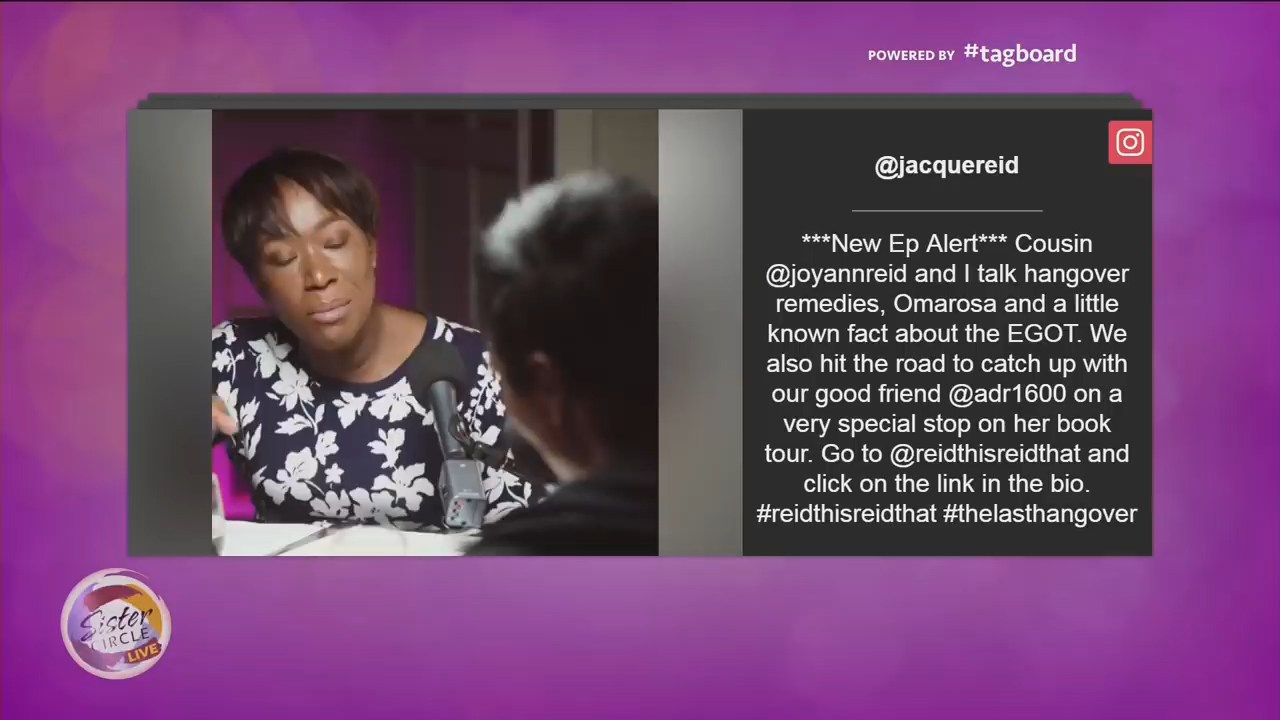 POWERED BY #tagboard
@jacquereid
***New Ep Alert*** Cousin
@joyannreid and I talk hangover
remedies, Omarosa and a little
known fact about the EGOT. We
also hit the road to catch up with
our good friend @adr1600 on a
very special stop on her book
tour. Go to @reidthisreidthat and
click on the link in the bio.
#reidthisreidthat #thelasthangover
Sister
CIRCLE
LIVE